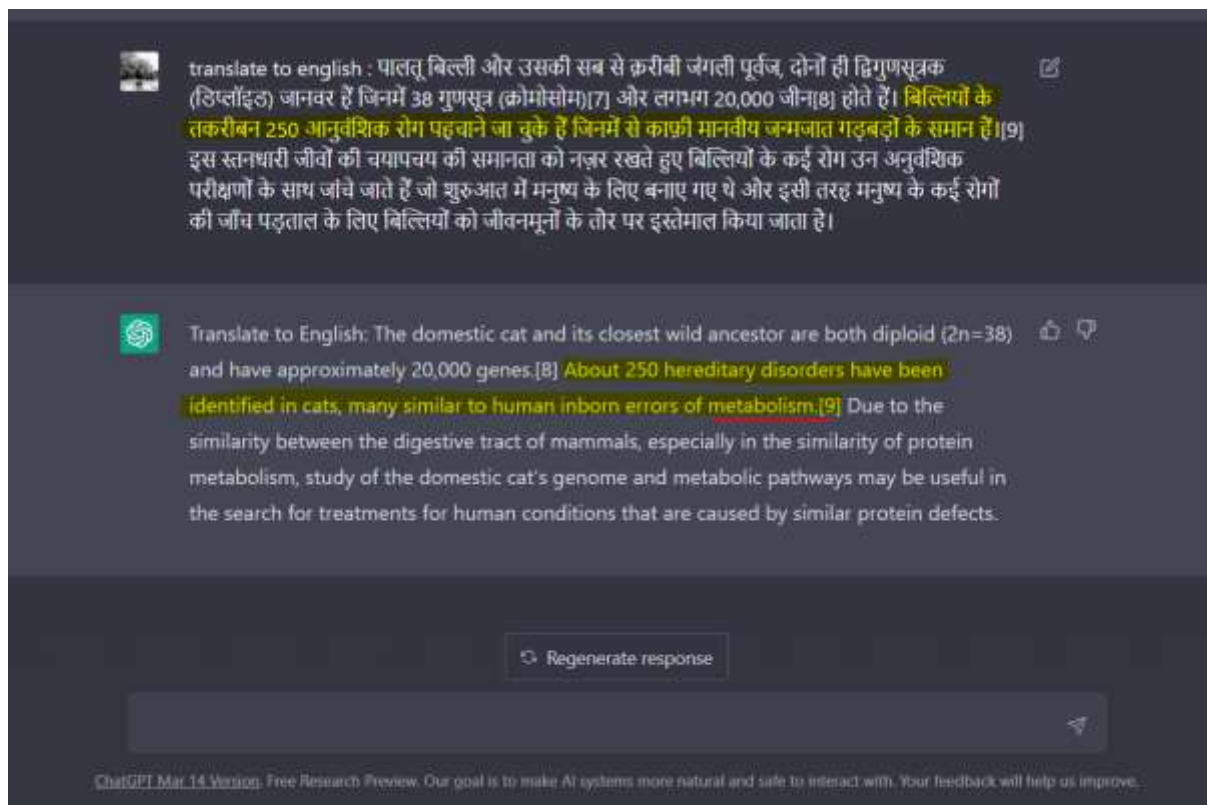 translate to english : पालतू बिल्ली और उसकी सब से क़रीबी जंगली पूर्वज, दोनों ही द्विगुणसूत्रक
(डिप्लॉइड) जानवर हैं जिनमें 38 गुणसूत्र (क्रोमोसोम)[7] और लगभग 20,000 जीन[8] होते हैं। बिल्लियों के
तकरीबन 250 आनुवंशिक रोग पहचाने जा चुके हैं जिनमें से काफ़ी मानवीय जन्मजात गड़बड़ों के समान हैं।[9]
इस स्तनधारी जीवों की चयापचय की समानता को नज़र रखते हुए बिल्लियों के कई रोग उन अनुवंशिक
परीक्षणों के साथ जांचे जाते हैं जो शुरुआत में मनुष्य के लिए बनाए गए थे और इसी तरह मनुष्य के कई रोगों
की जाँच पड़ताल के लिए बिल्लियों को जीवनमूनों के तौर पर इस्तेमाल किया जाता है।
Translate to English: The domestic cat and its closest wild ancestor are both diploid (2n=38)
and have approximately 20,000 genes.[8] About 250 hereditary disorders have been
identified in cats, many similar to human inborn errors of metabolism.[9] Due to the
similarity between the digestive tract of mammals, especially in the similarity of protein
metabolism, study of the domestic cat's genome and metabolic pathways may be useful in
the search for treatments for human conditions that are caused by similar protein defects.
Regenerate response
ChatGPT Mar 14 Version. Free Research Preview. Our goal is to make AI systems more natural and safe to interact with. Your feedback will help us improve.